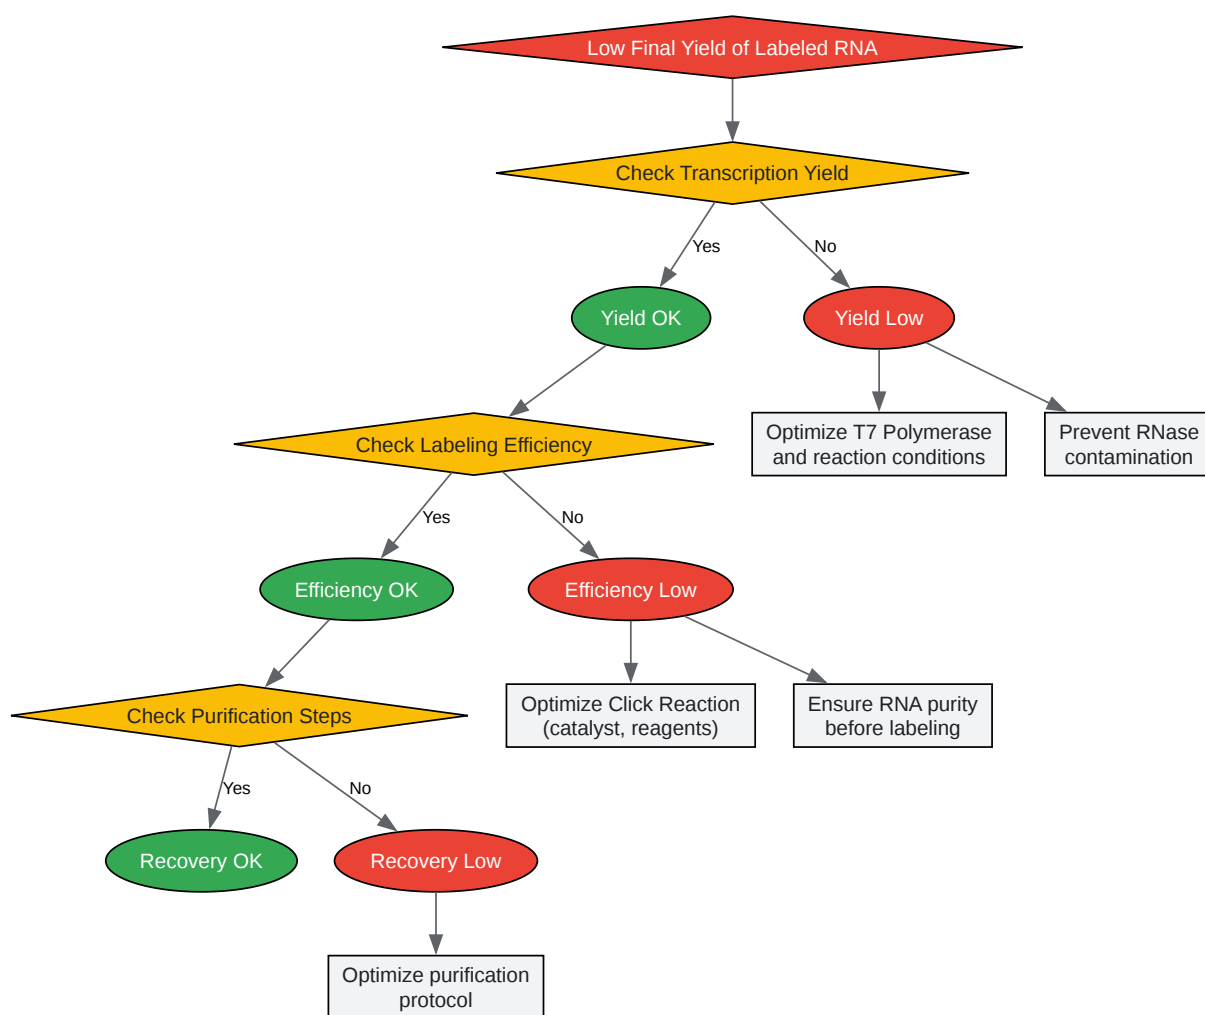 Low Final Yield of Labeled RNA
Check Transcription Yield
Yes
No
Yield OK
Yield Low
Optimize T7 Polymerase
and reaction conditions
Prevent RNase
contamination
Check Labeling Efficiency
Yes
No
Efficiency OK
Efficiency Low
Optimize Click Reaction
(catalyst, reagents)
Ensure RNA purity
before labeling
Check Purification Steps
Yes
No
Recovery OK
Recovery Low
Optimize purification
protocol